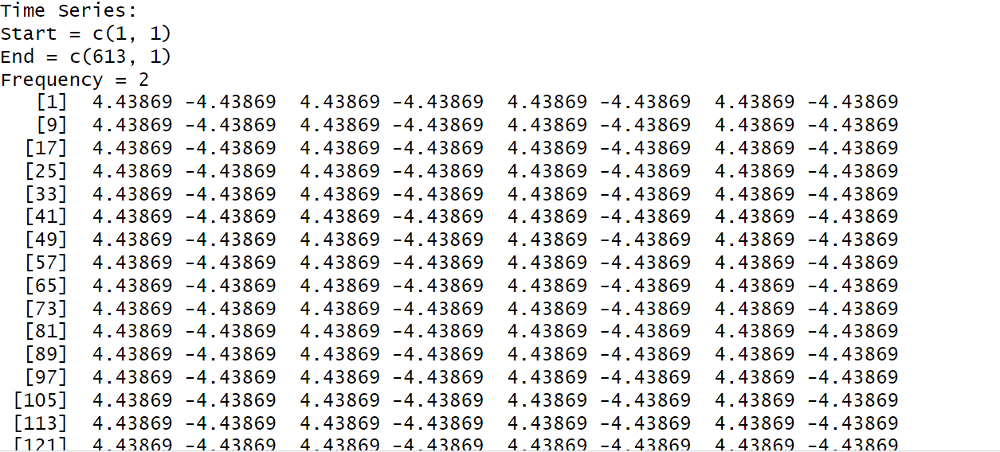 Time Series:
Start = c(1, 1)
End = c(613, 1)
Frequency = 2
[1] 4.43869 -4.43869 4.43869 -4.43869 4.43869 -4.43869 4.43869 -4.43869
[9] 4.43869 -4.43869 4.43869 -4.43869 4.43869 -4.43869 4.43869 -4.43869
[17] 4.43869 -4.43869 4.43869 -4.43869 4.43869 -4.43869 4.43869 -4.43869
[25] 4.43869 -4.43869 4.43869 -4.43869 4.43869 -4.43869 4.43869 -4.43869
[33] 4.43869 -4.43869 4.43869 -4.43869 4.43869 -4.43869 4.43869 -4.43869
[41] 4.43869 -4.43869 4.43869 -4.43869 4.43869 -4.43869 4.43869 -4.43869
[49] 4.43869 -4.43869 4.43869 -4.43869 4.43869 -4.43869 4.43869 -4.43869
[57] 4.43869 -4.43869 4.43869 -4.43869 4.43869 -4.43869 4.43869 -4.43869
[65] 4.43869 -4.43869 4.43869 -4.43869 4.43869 -4.43869 4.43869 -4.43869
[73] 4.43869 -4.43869 4.43869 -4.43869 4.43869 -4.43869 4.43869 -4.43869
[81] 4.43869 -4.43869 4.43869 -4.43869 4.43869 -4.43869 4.43869 -4.43869
[89] 4.43869 -4.43869 4.43869 -4.43869 4.43869 -4.43869 4.43869 -4.43869
[97] 4.43869 -4.43869 4.43869 -4.43869 4.43869 -4.43869 4.43869 -4.43869
[105] 4.43869 -4.43869 4.43869 -4.43869 4.43869 -4.43869 4.43869 -4.43869
[113] 4.43869 -4.43869 4.43869 -4.43869 4.43869 -4.43869 4.43869 -4.43869
[121] 4.43869 -4.43869 4.43869 -4.43869 4.43869 -4.43869 4.43869 -4.43869